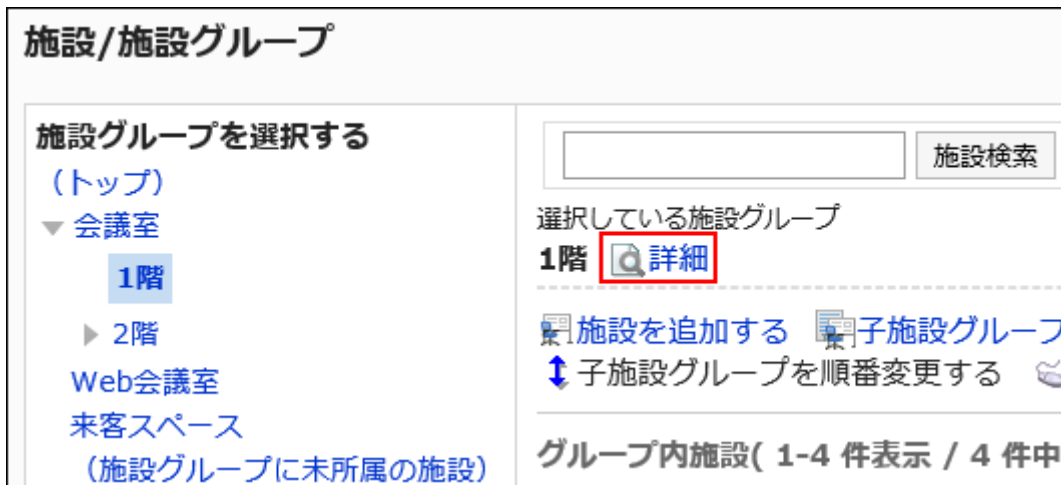 施設/施設グループ
施設グループを選択する
（トップ）
会議室
1階
2階
Web会議室
来客スペース
（施設グループに未所属の施設）
施設検索
選択している施設グループ
1階 詳細
施設を追加する 子施設グループ
子施設グループを順番変更する
グループ内施設( 1-4 件表示 / 4 件中